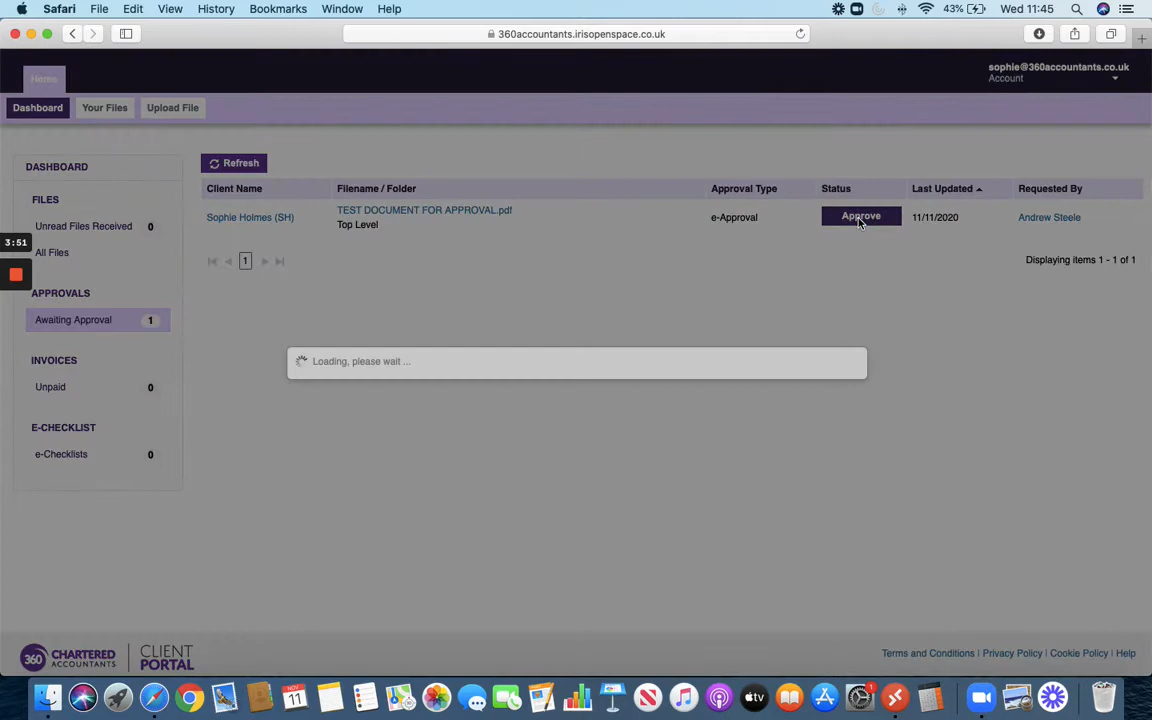 Safari File Edit View History Bookmarks Window Help 43% Wed 11:45
360accountants.irisopenspace.co.uk
Home
sophie@360accountants.co.uk
Account
Dashboard Your Files Upload File
DASHBOARD
FILES
Unread Files Received 0
All Files
APPROVALS
Awaiting Approval 1
INVOICES
Unpaid 0
E-CHECKLIST
e-Checklists 0
3:51
Refresh
Client Name Filename / Folder Approval Type Status Last Updated Requested By
Sophie Holmes (SH) TEST DOCUMENT FOR APPROVAL.pdf e-Approval Approve 11/11/2020 Andrew Steele
Top Level
1 Displaying items 1 - 1 of 1
Loading, please wait ...
360 CHARTERED ACCOUNTANTS CLIENT PORTAL
Terms and Conditions | Privacy Policy | Cookie Policy | Help
NOV
11
tv
1